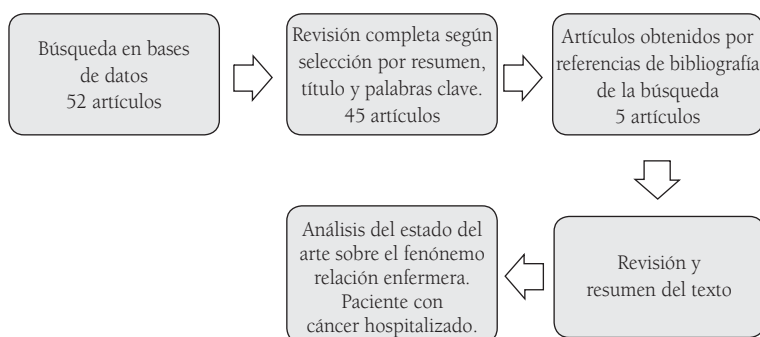 Búsqueda en bases
de datos
52 artículos
Revisión completa según
selección por resumen,
título y palabras clave.
45 artículos
Artículos obtenidos por
referencias de bibliografía
de la búsqueda
5 artículos
Revisión y
resumen del texto
Análisis del estado del
arte sobre el fenónemo
relación enfermera.
Paciente con
cáncer hospitalizado.